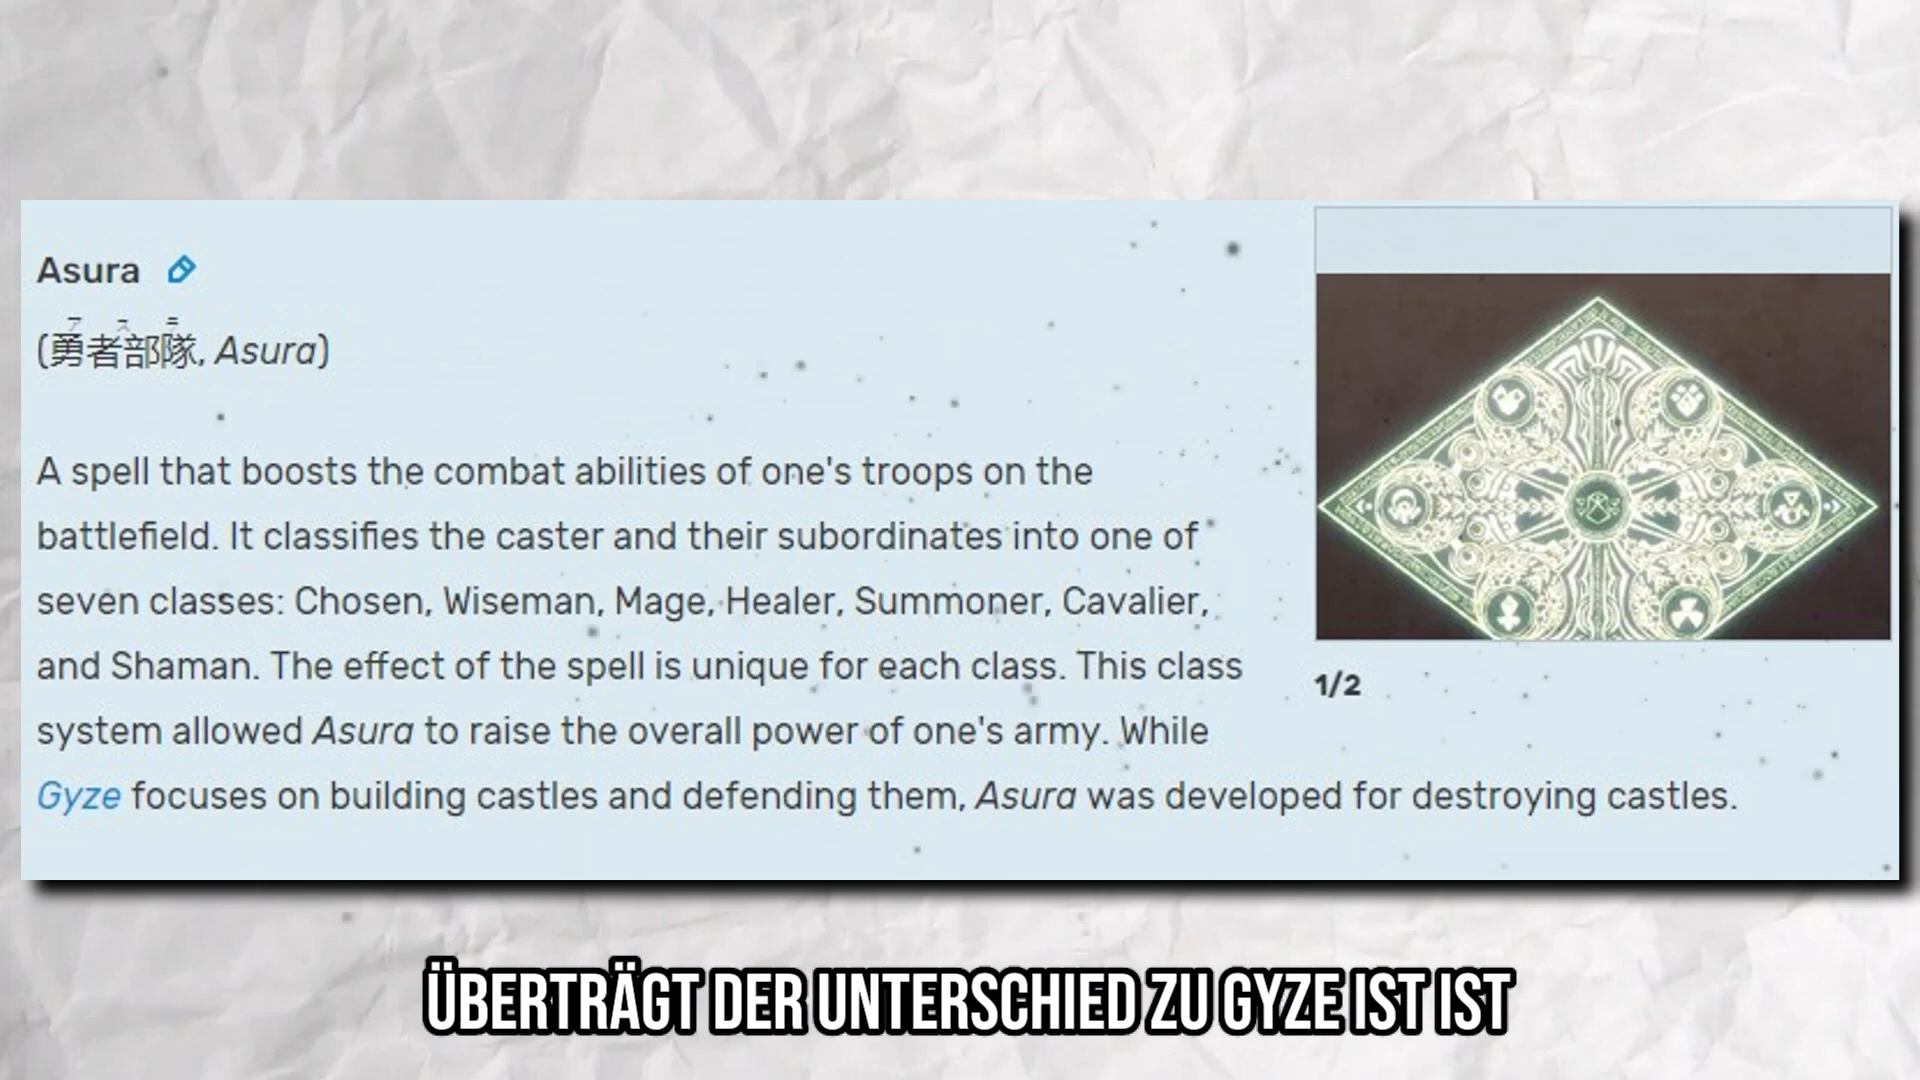 Asura
アスラ
(勇者部隊, Asura)
A spell that boosts the combat abilities of one's troops on the
battlefield. It classifies the caster and their subordinates into one of
seven classes: Chosen, Wiseman, Mage, Healer, Summoner, Cavalier,
and Shaman. The effect of the spell is unique for each class. This class
system allowed Asura to raise the overall power of one's army. While
Gyze focuses on building castles and defending them, Asura was developed for destroying castles.
1/2
ÜBERTRÄGT DER UNTERSCHIED ZU GYZE IST IST